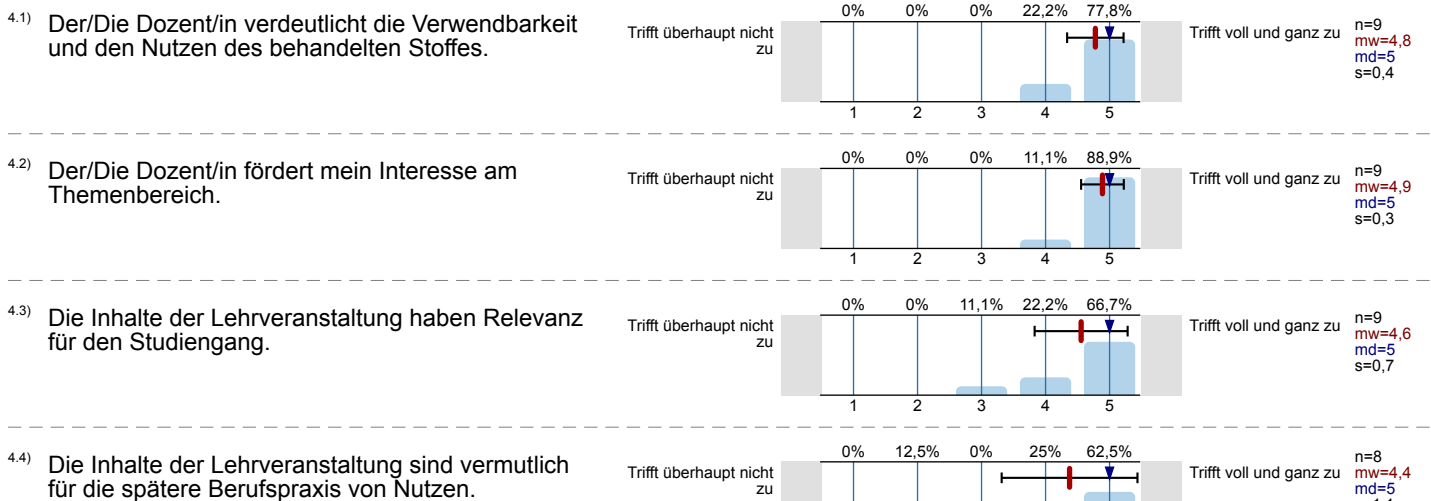 4.1) Der/Die Dozent/in verdeutlicht die Verwendbarkeit
und den Nutzen des behandelten Stoffes.
Trifft überhaupt nicht
zu
0% 0% 0% 22,2% 77,8%
1 2 3 4 5
Trifft voll und ganz zu
n=9
mw=4,8
md=5
s=0,4
4.2) Der/Die Dozent/in fördert mein Interesse am
Themenbereich.
Trifft überhaupt nicht
zu
0% 0% 0% 11,1% 88,9%
1 2 3 4 5
Trifft voll und ganz zu
n=9
mw=4,9
md=5
s=0,3
4.3) Die Inhalte der Lehrveranstaltung haben Relevanz
für den Studiengang.
Trifft überhaupt nicht
zu
0% 0% 11,1% 22,2% 66,7%
1 2 3 4 5
Trifft voll und ganz zu
n=9
mw=4,6
md=5
s=0,7
4.4) Die Inhalte der Lehrveranstaltung sind vermutlich
für die spätere Berufspraxis von Nutzen.
Trifft überhaupt nicht
zu
0% 12,5% 0% 25% 62,5%
Trifft voll und ganz zu
n=8
mw=4,4
md=5